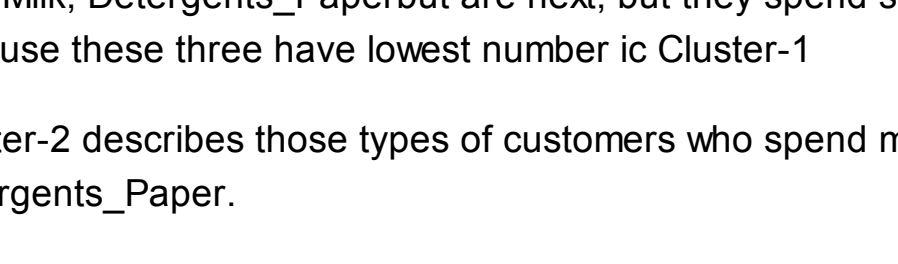 Milk, Detergents_Paperbut are next, but they spend s
use these three have lowest number ic Cluster-1
ter-2 describes those types of customers who spend m
rgents_Paper.